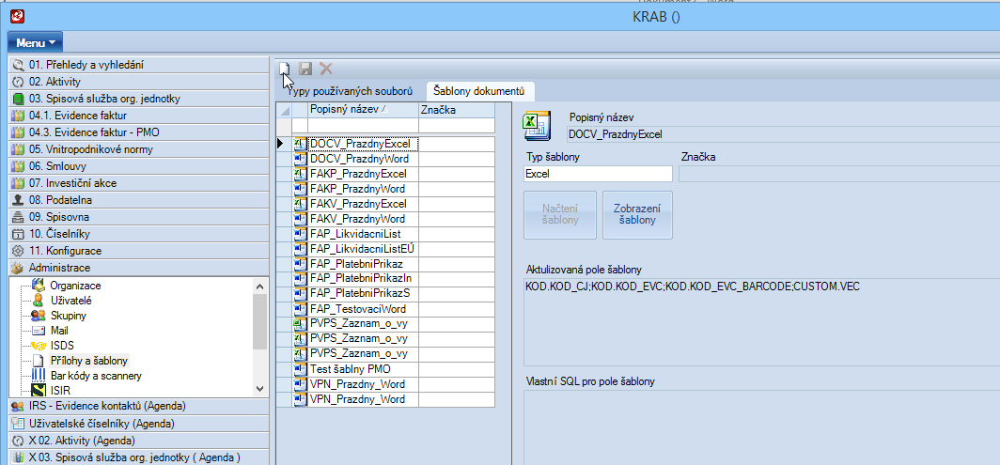 KRAB ()
Menu
01. Přehledy a vyhledání
02. Aktivity
03. Spisová služba org. jednotky
04.1. Evidence faktur
04.3. Evidence faktur - PMO
05. Vnitropodnikové normy
06. Smlouvy
07. Investiční akce
08. Podatelna
09. Spisovna
10. Číselníky
11. Konfigurace
Administrace
Organizace
Uživatelé
Skupiny
Mail
ISDS
Přílohy a šablony
Bar kódy a scannery
ISIR
IRS - Evidence kontaktů (Agenda)
Uživatelské číselníky (Agenda)
X 02. Aktivity (Agenda)
X 03. Spisová služba org. jednotky ( Agenda )
Typy používaných souborů
Šablony dokumentů
Popisný název
Značka
DOCV_PrazdnyExcel
DOCV_PrazdnyWord
FAKP_PrazdnyExcel
FAKP_PrazdnyWord
FAKV_PrazdnyExcel
FAKV_PrazdnyWord
FAP_LikvidacniList
FAP_LikvidacniListEÚ
FAP_PlatebniPrikaz
FAP_PlatebniPrikazIn
FAP_PlatebniPrikazS
FAP_TestovaciWord
PVPS_Zaznam_o_vy
PVPS_Zaznam_o_vy
PVPS_Zaznam_o_vy
Test šablny PMO
VPN_Prazdny_Word
VPN_Prazdny_Word
Popisný název
DOCV_PrazdnyExcel
Typ šablony
Značka
Excel
Načtení
šablony
Zobrazení
šablony
Aktulizovaná pole šablony
KOD.KOD_CJ;KOD.KOD_EVC;KOD.KOD_EVC_BARCODE;CUSTOM.VEC
Vlastní SQL pro pole šablony